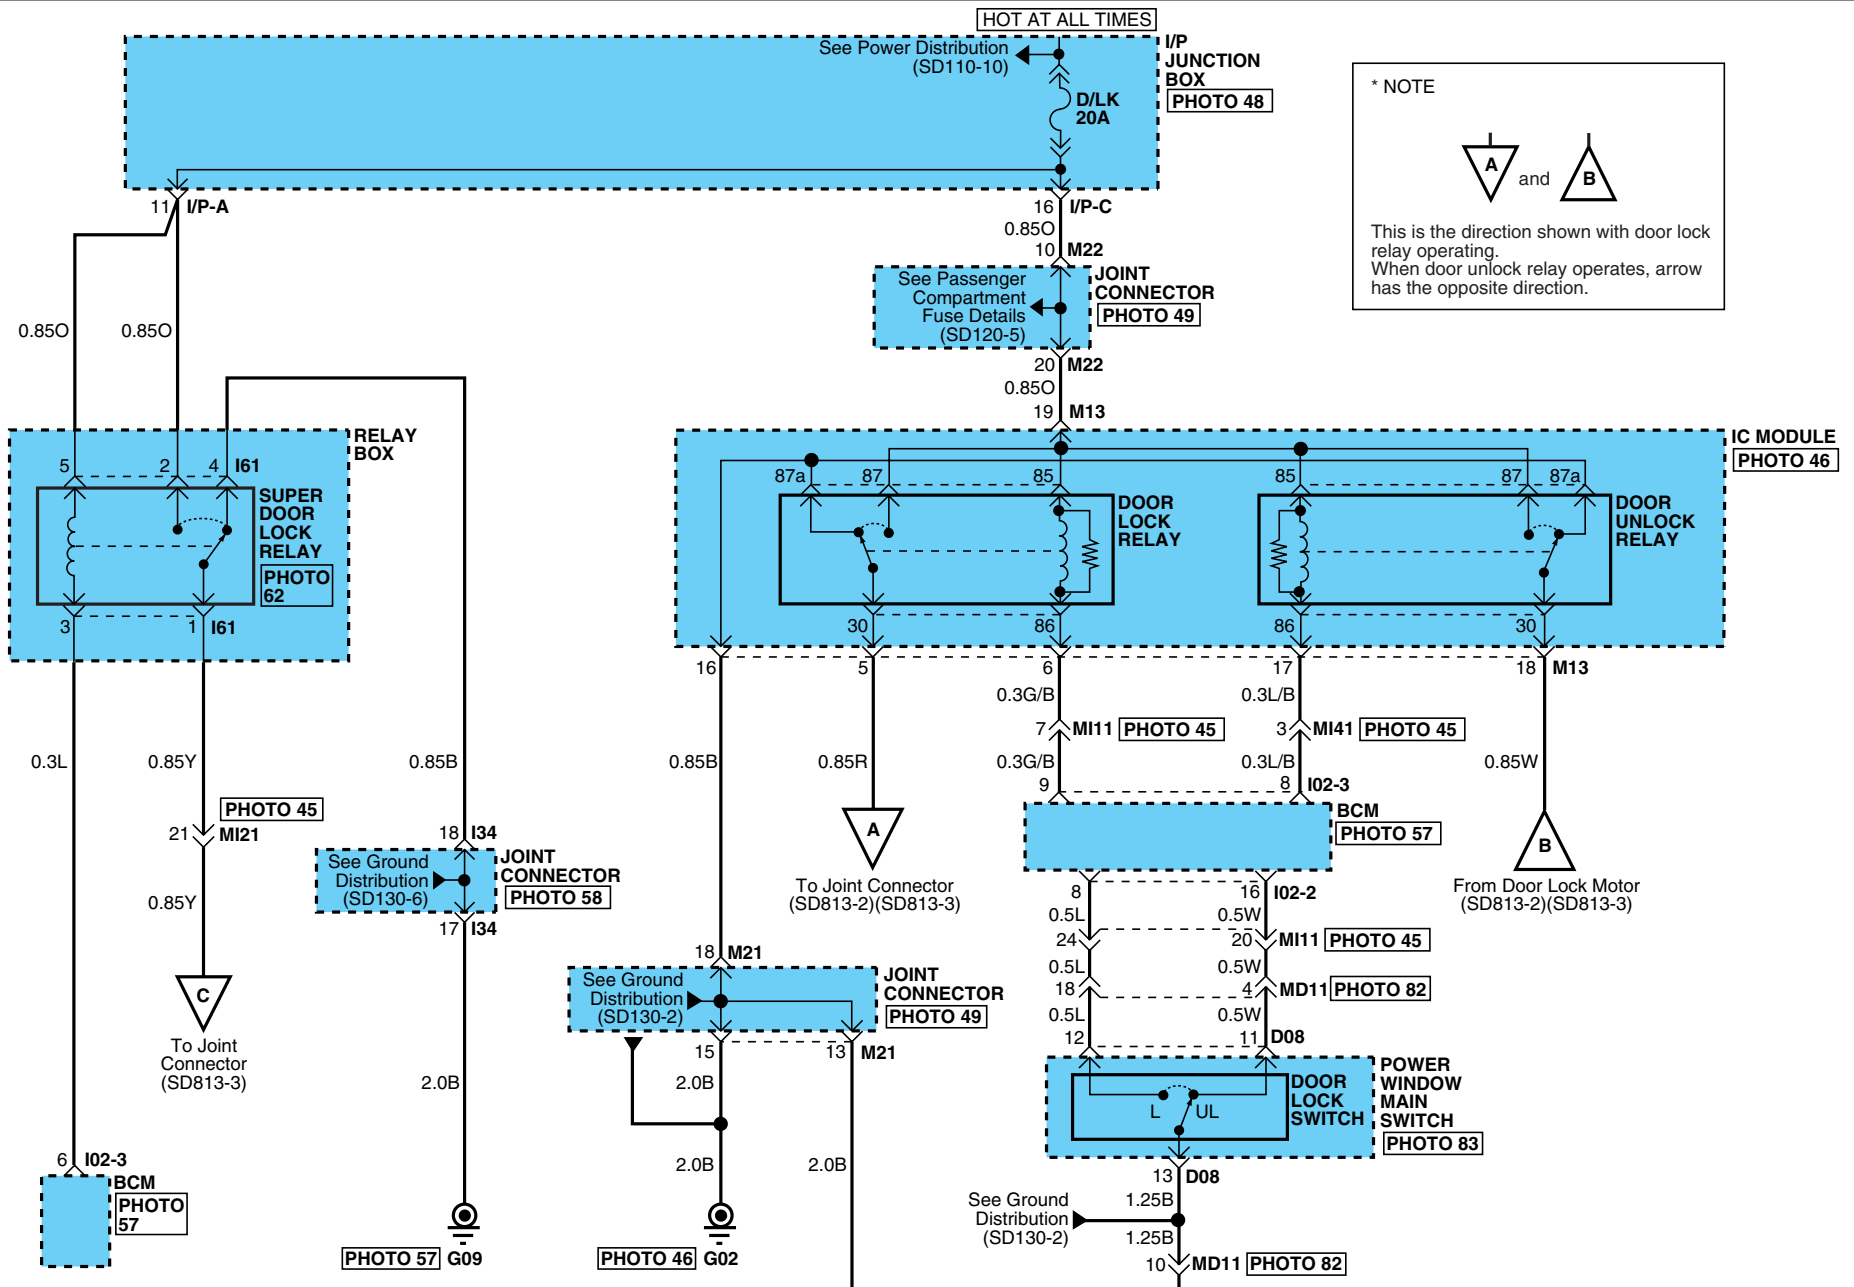 HOT AT ALL TIMES
See Power Distribution
(SD110-10)
D/LK
20A
I/P
JUNCTION
BOX
PHOTO 48
* NOTE
A and B
This is the direction shown with door lock
relay operating.
When door unlock relay operates, arrow
has the opposite direction.
11 I/P-A
16 I/P-C
0.85O
10 M22
See Passenger
Compartment
Fuse Details
(SD120-5)
JOINT
CONNECTOR
PHOTO 49
20 M22
0.85O
19 M13
0.85O 0.85O
RELAY
BOX
5 2 4 I61
SUPER
DOOR
LOCK
RELAY
PHOTO
62
3 1 I61
IC MODULE
PHOTO 46
87a 87 85
DOOR
LOCK
RELAY
30 86
85 87 87a
DOOR
UNLOCK
RELAY
86 30
16 5 6 17 18 M13
0.3G/B 0.3L/B
7 MI11 PHOTO 45
3 MI41 PHOTO 45
0.3L 0.85Y 0.85B 0.85B 0.85R 0.3G/B 0.3L/B 0.85W
9 8 I02-3
BCM
PHOTO 57
PHOTO 45
21 MI21
0.85Y
C
To Joint
Connector
(SD813-3)
18 I34
See Ground
Distribution
(SD130-6)
JOINT
CONNECTOR
PHOTO 58
17 I34
2.0B
A
To Joint Connector
(SD813-2)(SD813-3)
B
From Door Lock Motor
(SD813-2)(SD813-3)
8 16 I02-2
0.5L 0.5W
24 20 MI11 PHOTO 45
0.5L 0.5W
18 4 MD11 PHOTO 82
0.5L 0.5W
12 11 D08
18 M21
See Ground
Distribution
(SD130-2)
JOINT
CONNECTOR
PHOTO 49
15 13 M21
2.0B
2.0B 2.0B
L UL
DOOR
LOCK
SWITCH
POWER
WINDOW
MAIN
SWITCH
PHOTO 83
13 D08
1.25B
See Ground
Distribution
(SD130-2)
1.25B
10 MD11 PHOTO 82
6 I02-3
BCM
PHOTO
57
PHOTO 57 G09
PHOTO 46 G02